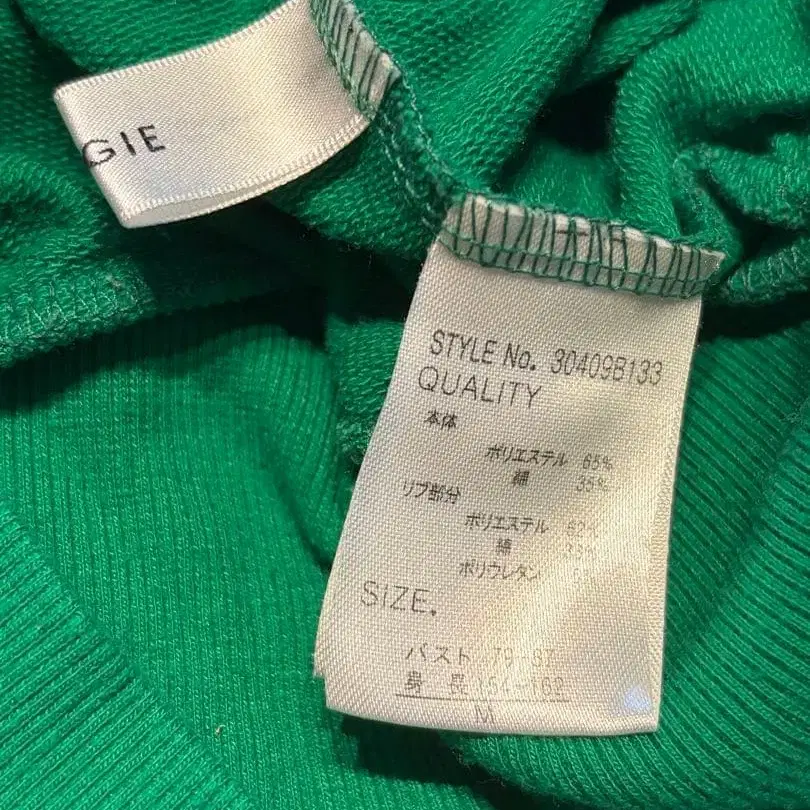 GIE
STYLE No. 30409B133
QUALITY
本体
ポリエステル 65%
綿 35%
リブ部分
ポリエステル 62%
綿 33%
ポリウレタン
SIZE.
バスト 79-87
身長 154-162
M